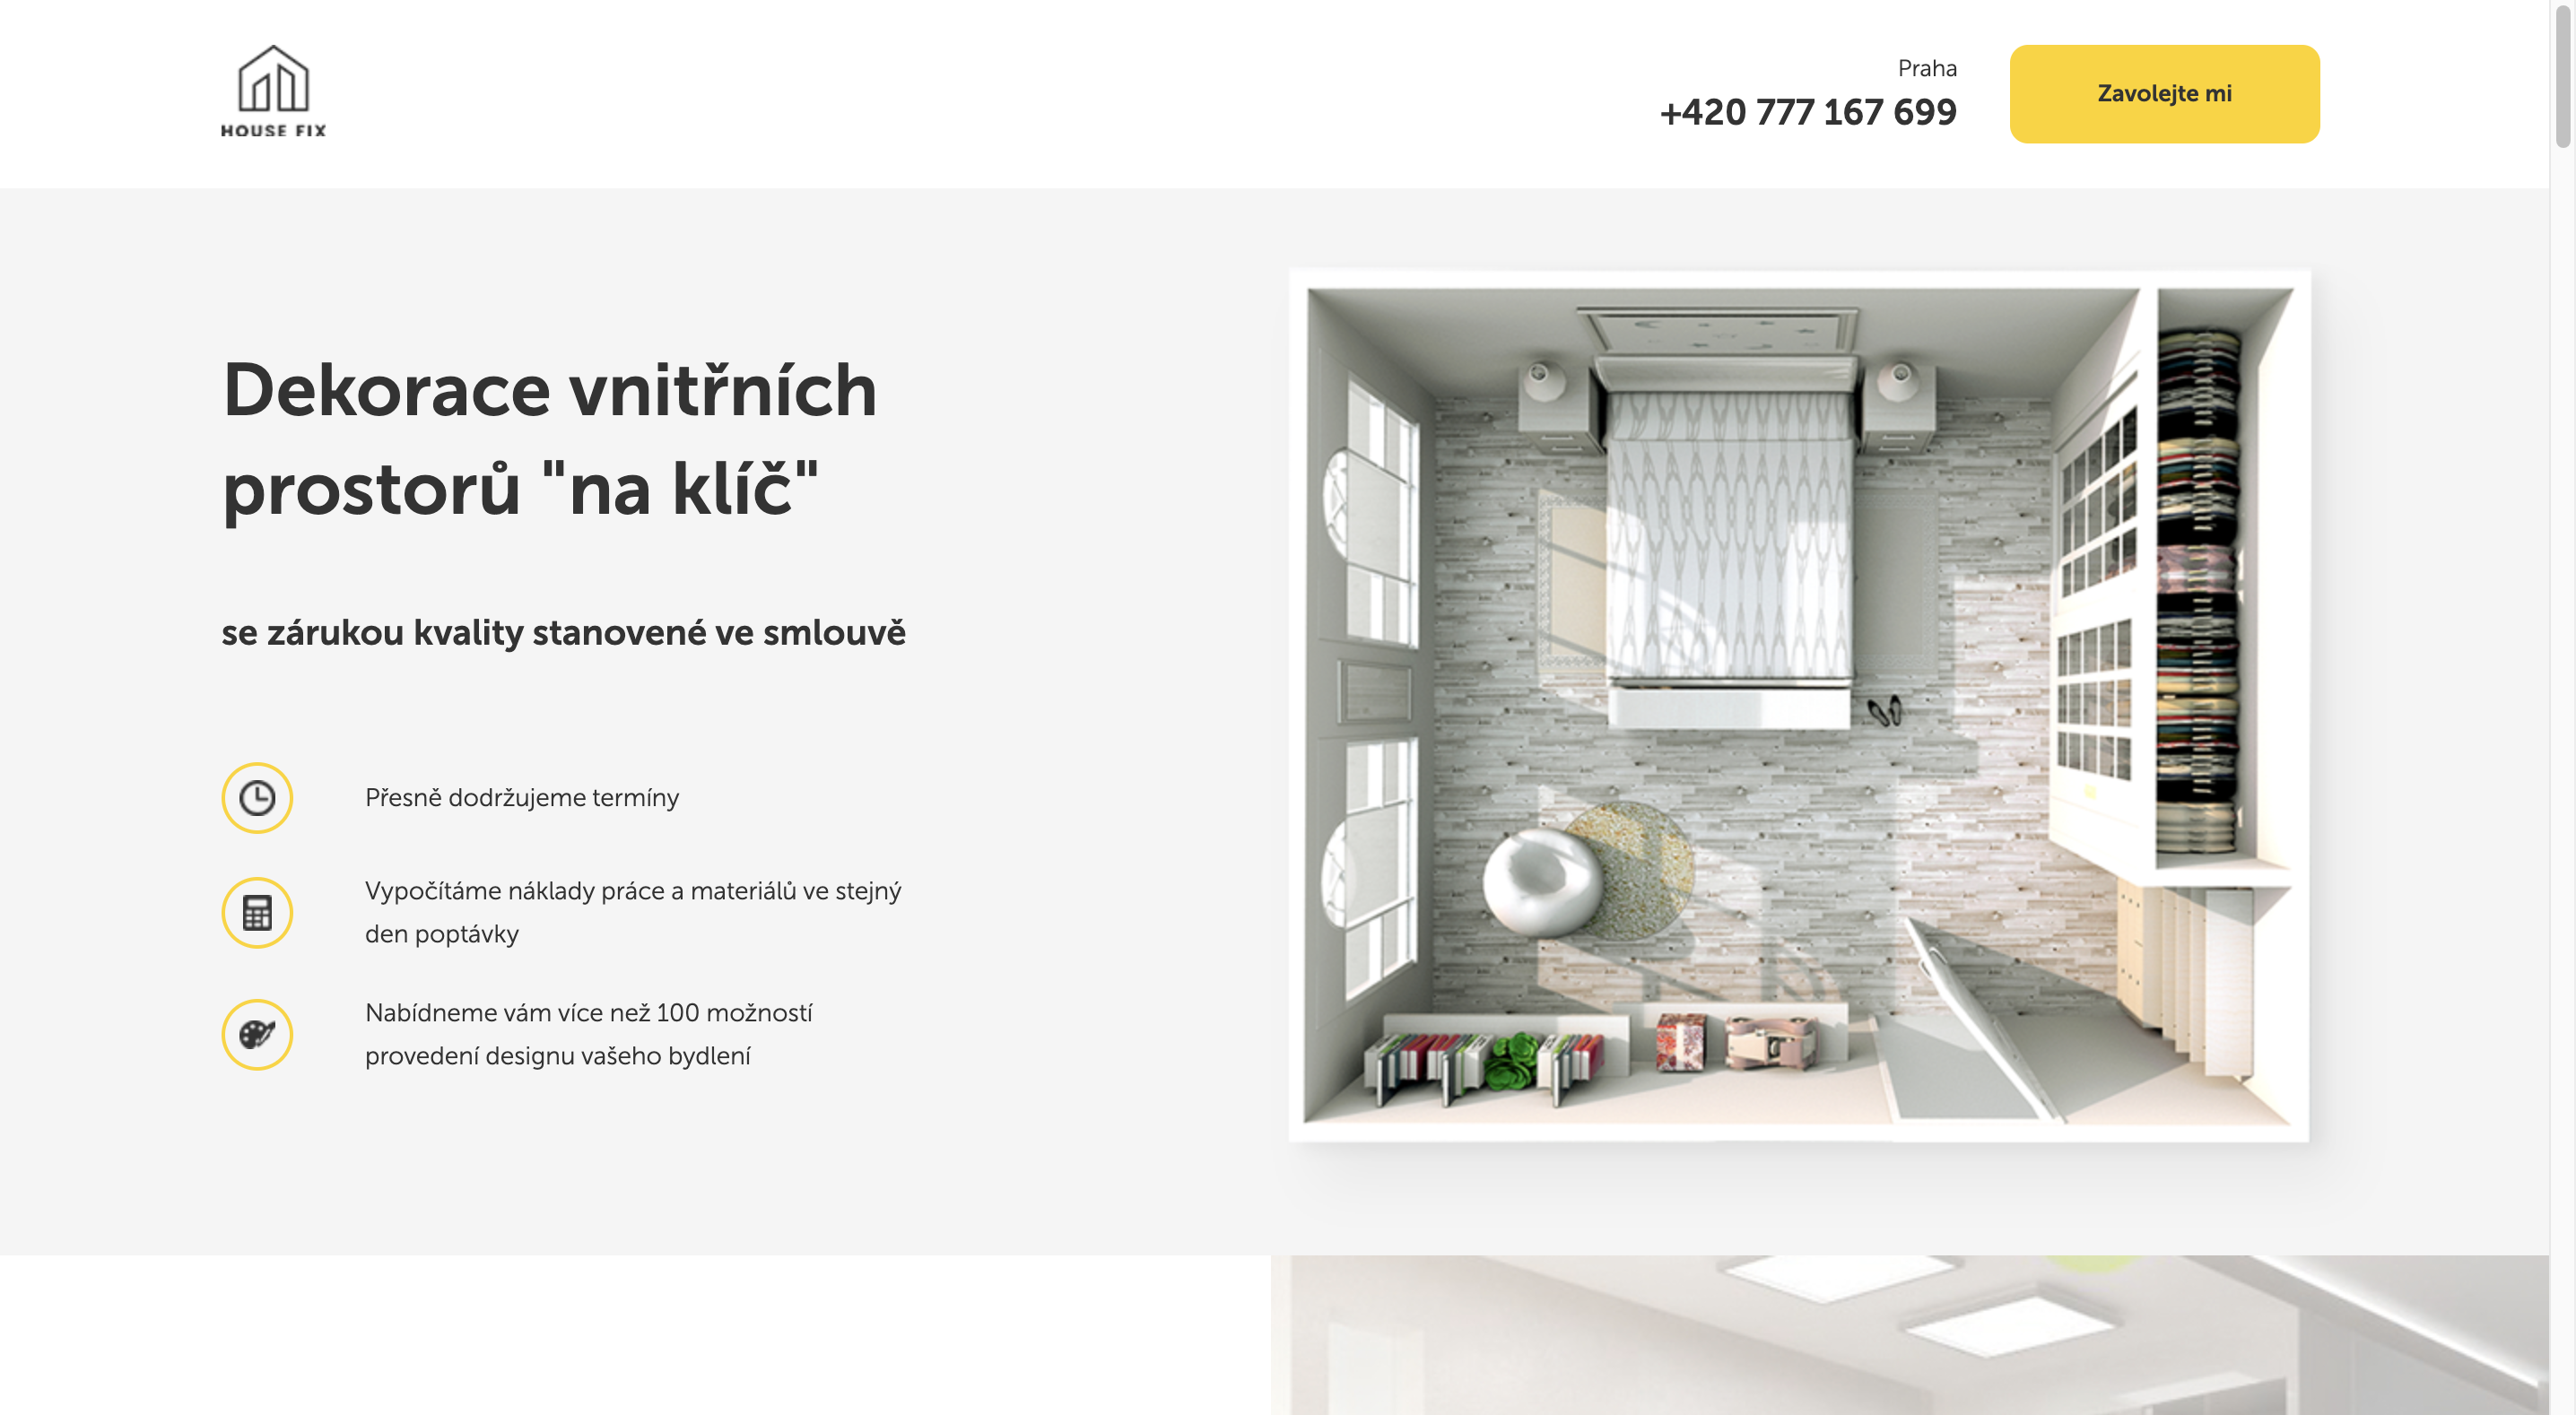 HOUSE FIX
Praha
+420 777 167 699
Zavolejte mi
Dekorace vnitřních
prostorů "na klíč"
se zárukou kvality stanovené ve smlouvě
Přesně dodržujeme termíny
Vypočítáme náklady práce a materiálů ve stejný
den poptávky
Nabídneme vám více než 100 možností
provedení designu vašeho bydlení